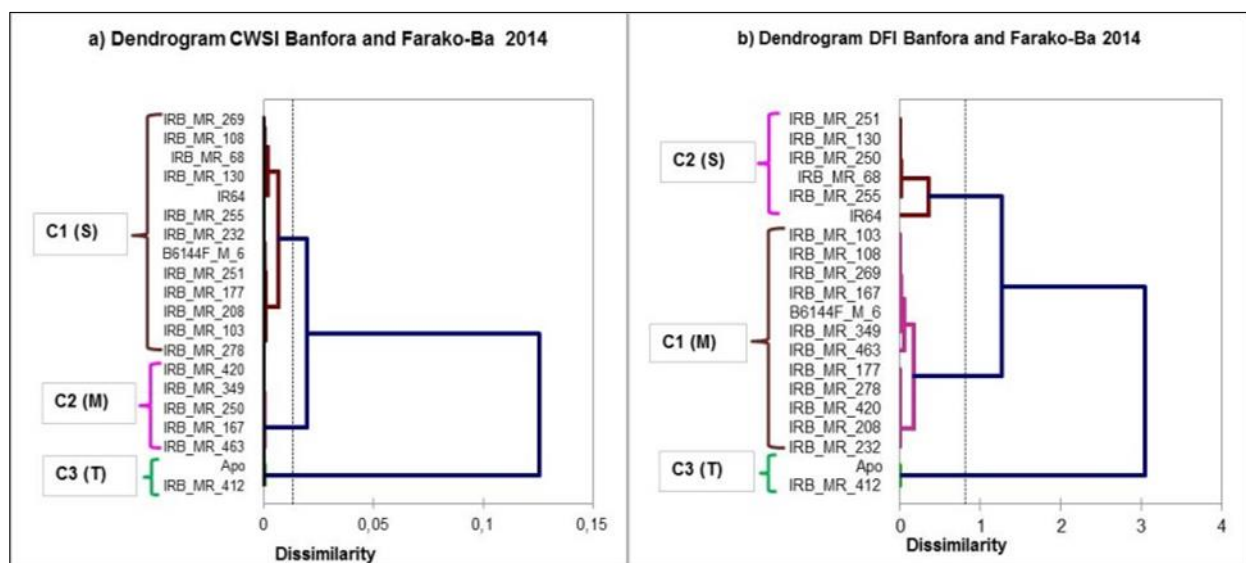 a) Dendrogram CWSI Banfora and Farako-Ba 2014
IRB_MR_269
IRB_MR_108
IRB_MR_68
IRB_MR_130
IR64
IRB_MR_255
IRB_MR_232
B6144F_M_6
IRB_MR_251
IRB_MR_177
IRB_MR_208
IRB_MR_103
IRB_MR_278
IRB_MR_420
IRB_MR_349
IRB_MR_250
IRB_MR_167
IRB_MR_463
Apo
IRB_MR_412
C1 (S)
C2 (M)
C3 (T)
0
0,05
0,1
0,15
Dissimilarity
b) Dendrogram DFI Banfora and Farako-Ba 2014
IRB_MR_251
IRB_MR_130
IRB_MR_250
IRB_MR_68
IRB_MR_255
IR64
IRB_MR_103
IRB_MR_108
IRB_MR_269
IRB_MR_167
B6144F_M_6
IRB_MR_349
IRB_MR_463
IRB_MR_177
IRB_MR_278
IRB_MR_420
IRB_MR_208
IRB_MR_232
Apo
IRB_MR_412
C2 (S)
C1 (M)
C3 (T)
0
1
2
3
4
Dissimilarity